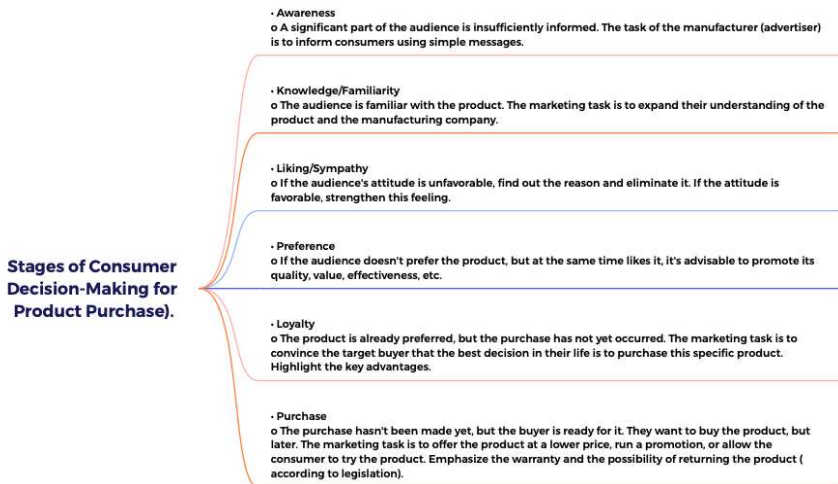 Stages of Consumer
Decision-Making for
Product Purchase).
• Awareness
o A significant part of the audience is insufficiently informed. The task of the manufacturer (advertiser)
is to inform consumers using simple messages.
• Knowledge/Familiarity
o The audience is familiar with the product. The marketing task is to expand their understanding of the
product and the manufacturing company.
• Liking/Sympathy
o If the audience's attitude is unfavorable, find out the reason and eliminate it. If the attitude is
favorable, strengthen this feeling.
• Preference
o If the audience doesn't prefer the product, but at the same time likes it, it's advisable to promote its
quality, value, effectiveness, etc.
• Loyalty
o The product is already preferred, but the purchase has not yet occurred. The marketing task is to
convince the target buyer that the best decision in their life is to purchase this specific product.
Highlight the key advantages.
• Purchase
o The purchase hasn't been made yet, but the buyer is ready for it. They want to buy the product, but
later. The marketing task is to offer the product at a lower price, run a promotion, or allow the
consumer to try the product. Emphasize the warranty and the possibility of returning the product (
according to legislation).